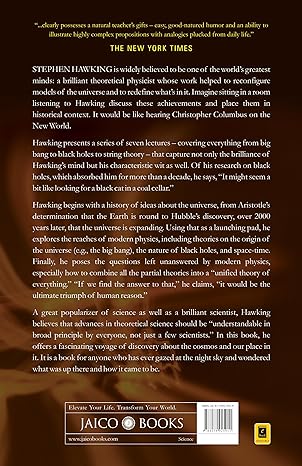 "...clearly possesses a natural teacher's gifts – easy, good-natured humor and an ability to
illustrate highly complex propositions with analogies plucked from daily life."
THE NEW YORK TIMES
STEPHEN HAWKING is widely believed to be one of the world's greatest
minds: a brilliant theoretical physicist whose work helped to reconfigure
models of the universe and to redefine what's in it. Imagine sitting in a room
listening to Hawking discuss these achievements and place them in
historical context. It would be like hearing Christopher Columbus on the
New World.
Hawking presents a series of seven lectures – covering everything from big
bang to black holes to string theory – that capture not only the brilliance of
Hawking's mind but his characteristic wit as well. Of his research on black
holes, which absorbed him for more than a decade, he says, "It might seem a
bit like looking for a black cat in a coal cellar."
Hawking begins with a history of ideas about the universe, from Aristotle's
determination that the Earth is round to Hubble's discovery, over 2000
years later, that the universe is expanding. Using that as a launching pad, he
explores the reaches of modern physics, including theories on the origin of
the universe (e.g., the big bang), the nature of black holes, and space-time.
Finally, he poses the questions left unanswered by modern physics,
especially how to combine all the partial theories into a "unified theory of
everything." "If we find the answer to that," he claims, "it would be the
ultimate triumph of human reason."
A great popularizer of science as well as a brilliant scientist, Hawking
believes that advances in theoretical science should be "understandable in
broad principle by everyone, not just a few scientists." In this book, he
offers a fascinating voyage of discovery about the cosmos and our place in
it. It is a book for anyone who has ever gazed at the night sky and wondered
what was up there and how it came to be.
Elevate Your Life. Transform Your World.
JAICO BOOKS
www.jaicobooks.com
Science